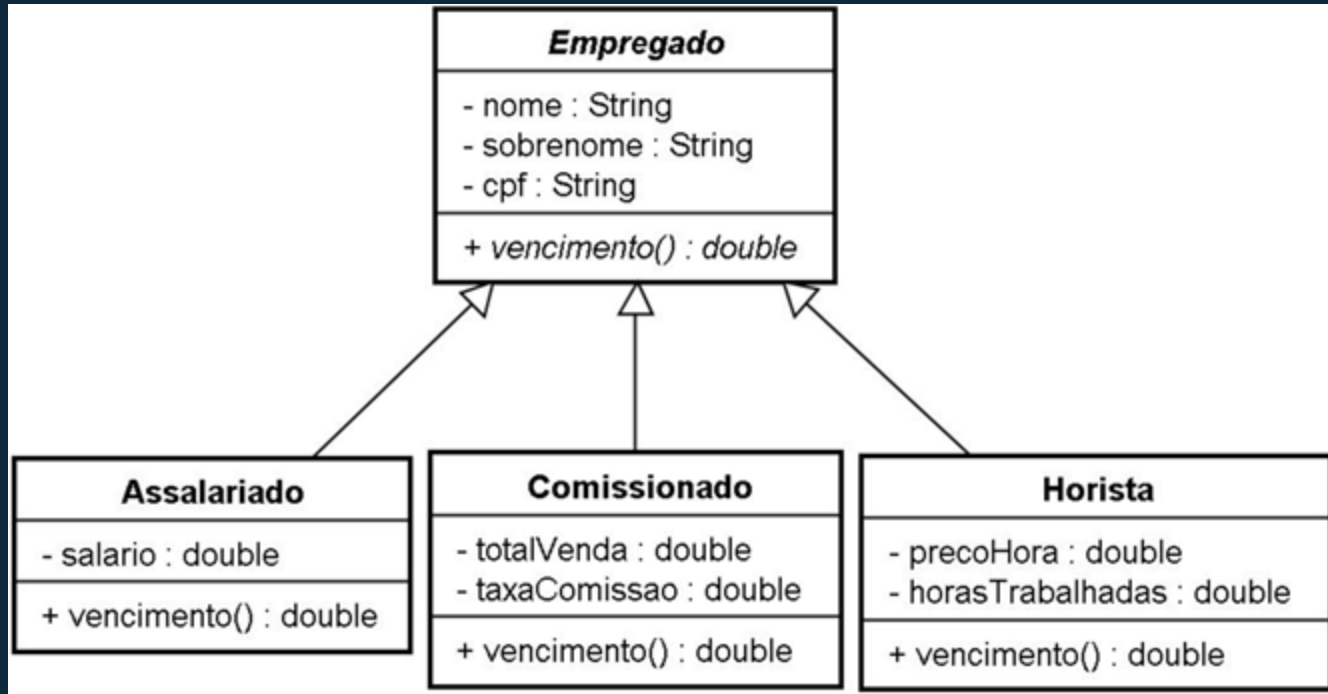 Empregado
- nome : String
- sobrenome : String
- cpf : String
+ vencimento() : double
Assalariado
- salario : double
+ vencimento() : double
Comissionado
- totalVenda : double
- taxaComissao : double
+ vencimento() : double
Horista
- precoHora : double
- horasTrabalhadas : double
+ vencimento() : double